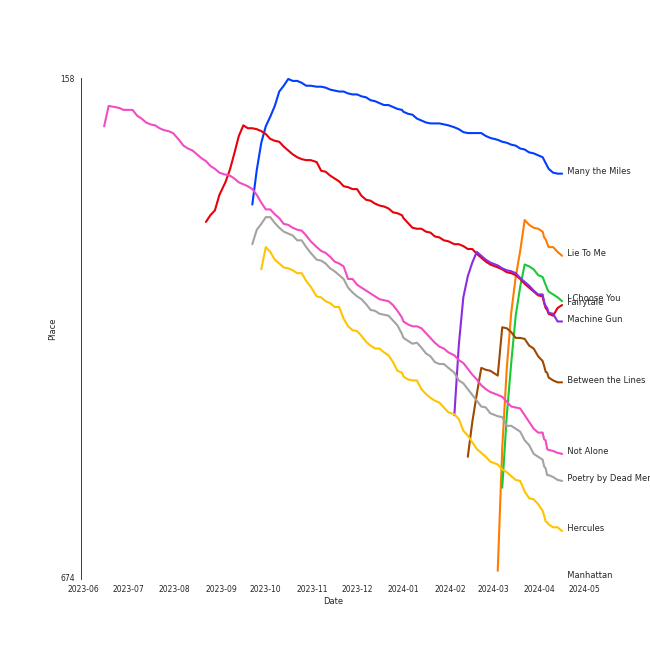 158
Many the Miles
Lie To Me
I Choose You
Fairytale
Machine Gun
Place
Between the Lines
Not Alone
Poetry by Dead Men
Hercules
Manhattan
674
2023-06 2023-07 2023-08 2023-09 2023-10 2023-11 2023-12 2024-01 2024-02 2024-03 2024-04 2024-05
Date